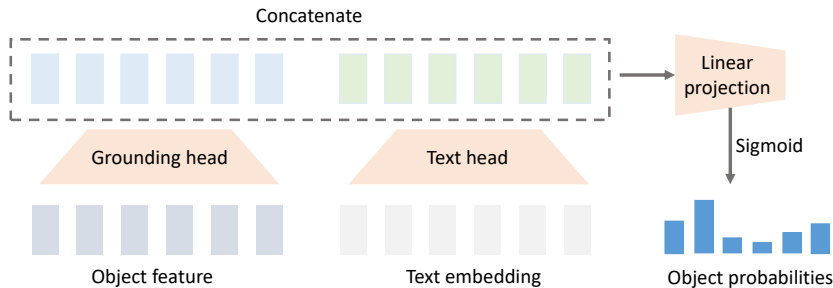 Concatenate
Linear
projection
Grounding head
Text head
Sigmoid
Object feature
Text embedding
Object probabilities